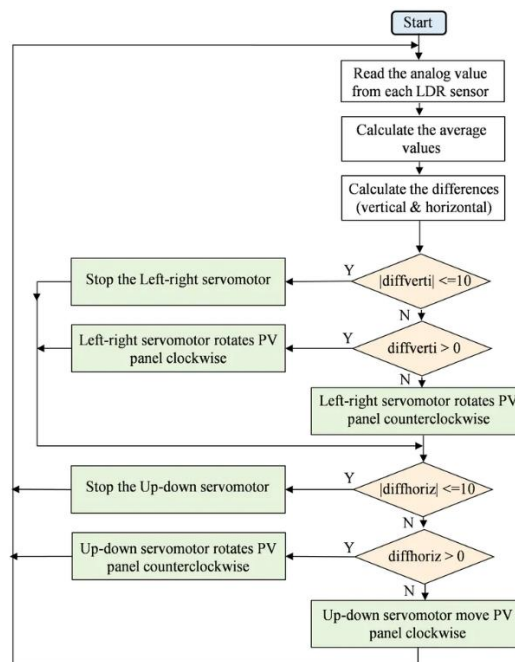 Start
Read the analog value
from each LDR sensor
Calculate the average
values
Calculate the differences
(vertical & horizontal)
|diffverti| <=10
Y
Stop the Left-right servomotor
N
diffverti > 0
Y
Left-right servomotor rotates PV
panel clockwise
N
Left-right servomotor rotates PV
panel counterclockwise
|diffhoriz| <=10
Y
Stop the Up-down servomotor
N
diffhoriz > 0
Y
Up-down servomotor rotates PV
panel counterclockwise
N
Up-down servomotor move PV
panel clockwise